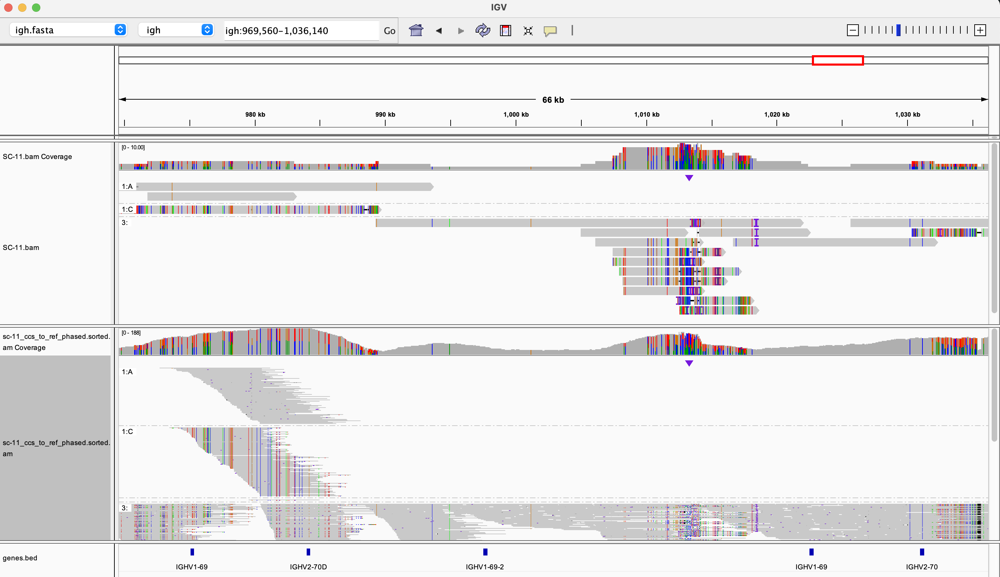 IGV
igh.fasta igh igh:969,560-1,036,140 Go
66 kb
980 kb 990 kb 1,000 kb 1,010 kb 1,020 kb 1,030 kb
[0 - 10.00]
SC-11.bam Coverage
1:A
1:C
3:
SC-11.bam
[0 - 188]
sc-11_ccs_to_ref_phased.sorted.
am Coverage
1:A
1:C
sc-11_ccs_to_ref_phased.sorted.
am
3:
genes.bed
IGHV1-69 IGHV2-70D IGHV1-69-2 IGHV1-69 IGHV2-70